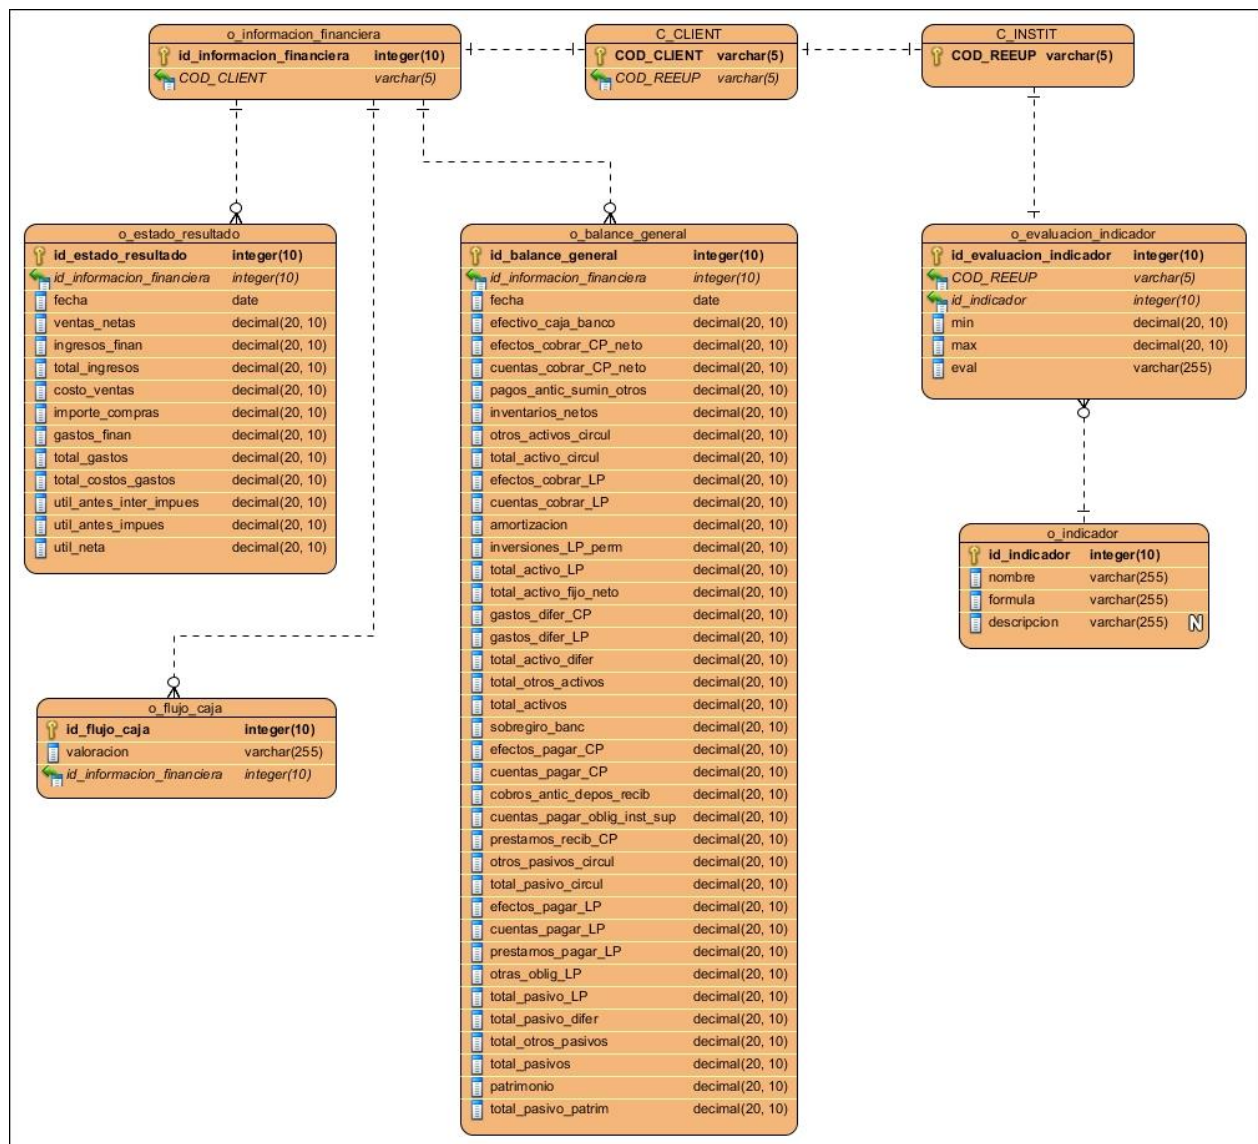 o_informacion_financiera
id_informacion_financiera integer(10)
COD_CLIENT varchar(5)
C_CLIENT
COD_CLIENT varchar(5)
COD_REEUP varchar(5)
C_INSTIT
COD_REEUP varchar(5)
o_estado_resultado
id_estado_resultado integer(10)
id_informacion_financiera integer(10)
fecha date
ventas_netas decimal(20, 10)
ingresos_finan decimal(20, 10)
total_ingresos decimal(20, 10)
costo_ventas decimal(20, 10)
importe_compras decimal(20, 10)
gastos_finan decimal(20, 10)
total_gastos decimal(20, 10)
total_costos_gastos decimal(20, 10)
util_antes_inter_impues decimal(20, 10)
util_antes_impues decimal(20, 10)
util_neta decimal(20, 10)
o_balance_general
id_balance_general integer(10)
id_informacion_financiera integer(10)
fecha date
efectivo_caja_banco decimal(20, 10)
efectos_cobrar_CP_neto decimal(20, 10)
cuentas_cobrar_CP_neto decimal(20, 10)
pagos_antic_sumin_otros decimal(20, 10)
inventarios_netos decimal(20, 10)
otros_activos_circul decimal(20, 10)
total_activo_circul decimal(20, 10)
efectos_cobrar_LP decimal(20, 10)
cuentas_cobrar_LP decimal(20, 10)
amortizacion decimal(20, 10)
inversiones_LP_perm decimal(20, 10)
total_activo_LP decimal(20, 10)
total_activo_fijo_neto decimal(20, 10)
gastos_difer_CP decimal(20, 10)
gastos_difer_LP decimal(20, 10)
total_activo_difer decimal(20, 10)
total_otros_activos decimal(20, 10)
total_activos decimal(20, 10)
sobregiro_banc decimal(20, 10)
efectos_pagar_CP decimal(20, 10)
cuentas_pagar_CP decimal(20, 10)
cobros_antic_depos_recib decimal(20, 10)
cuentas_pagar_oblig_inst_sup decimal(20, 10)
prestamos_recib_CP decimal(20, 10)
otros_pasivos_circul decimal(20, 10)
total_pasivo_circul decimal(20, 10)
efectos_pagar_LP decimal(20, 10)
cuentas_pagar_LP decimal(20, 10)
prestamos_pagar_LP decimal(20, 10)
otras_oblig_LP decimal(20, 10)
total_pasivo_LP decimal(20, 10)
total_pasivo_difer decimal(20, 10)
total_otros_pasivos decimal(20, 10)
total_pasivos decimal(20, 10)
patrimonio decimal(20, 10)
total_pasivo_patrim decimal(20, 10)
o_evaluacion_indicador
id_evaluacion_indicador integer(10)
COD_REEUP varchar(5)
id_indicador integer(10)
min decimal(20, 10)
max decimal(20, 10)
eval varchar(255)
o_indicador
id_indicador integer(10)
nombre varchar(255)
formula varchar(255)
descripcion varchar(255) N
o_flujo_caja
id_flujo_caja integer(10)
valoracion varchar(255)
id_informacion_financiera integer(10)